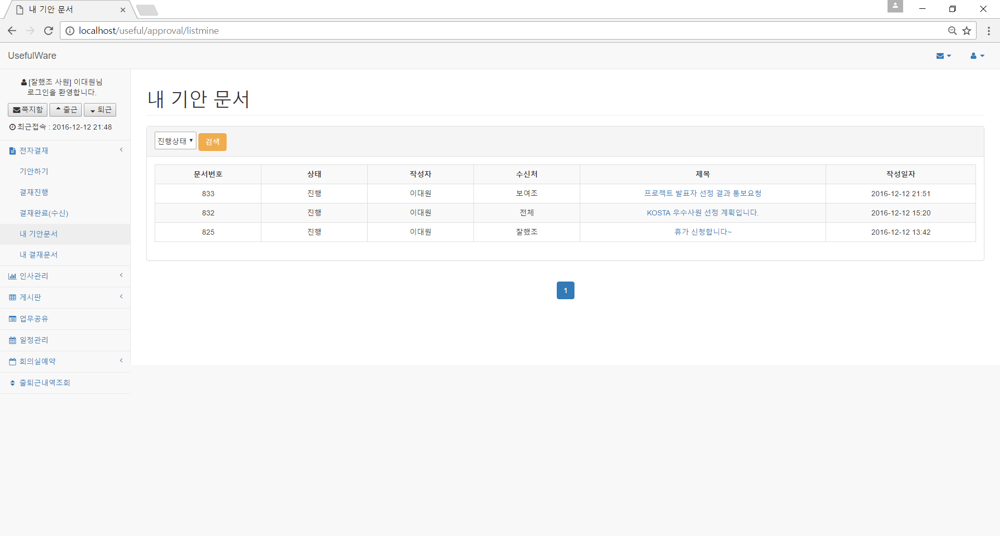 내 기안 문서
localhost/useful/approval/listmine
UsefulWare
[잘했조 사원] 이대원님
로그인을 환영합니다.
쪽지함 출근 퇴근
최근접속 : 2016-12-12 21:48
전자결재
기안하기
결재진행
결재완료(수신)
내 기안문서
내 결재문서
인사관리
게시판
업무공유
일정관리
회의실예약
출퇴근내역조회
내 기안 문서
진행상태 검색
문서번호 상태 작성자 수신처 제목 작성일자
833 진행 이대원 보여조 프로젝트 발표자 선정 결과 통보요청 2016-12-12 21:51
832 진행 이대원 전체 KOSTA 우수사원 선정 계획입니다. 2016-12-12 15:20
825 진행 이대원 잘했조 휴가 신청합니다~ 2016-12-12 13:42
1